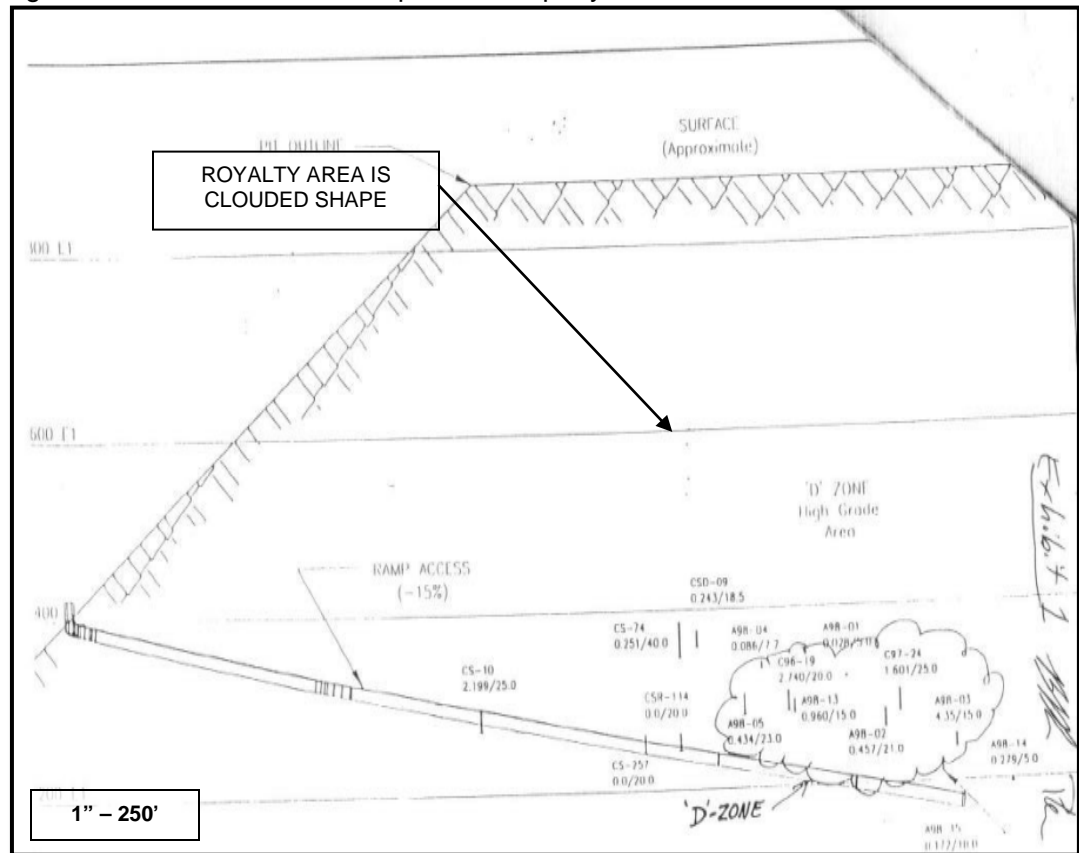 SURFACE
(Approximate)
PIT OUTLINE
ROYALTY AREA IS
CLOUDED SHAPE
'D' ZONE
High Grade
Area
Exhibit 1
RAMP ACCESS
(-15%)
400
CSD-09
0.243/18.5
CS-74
0.251/40.0
A98-04
A98-01
CS-10
2.199/25.0
C96-19
2.740/20.0
C97-24
1.601/25.0
CSR-114
0.0/20.0
A98-13
0.960/15.0
A98-03
4.35/15.0
A98-05
0.434/23.0
A98-02
0.457/21.0
A98-14
0.279/5.0
CS-257
0.0/20.0
1” – 250’
'D'-ZONE
A98-15